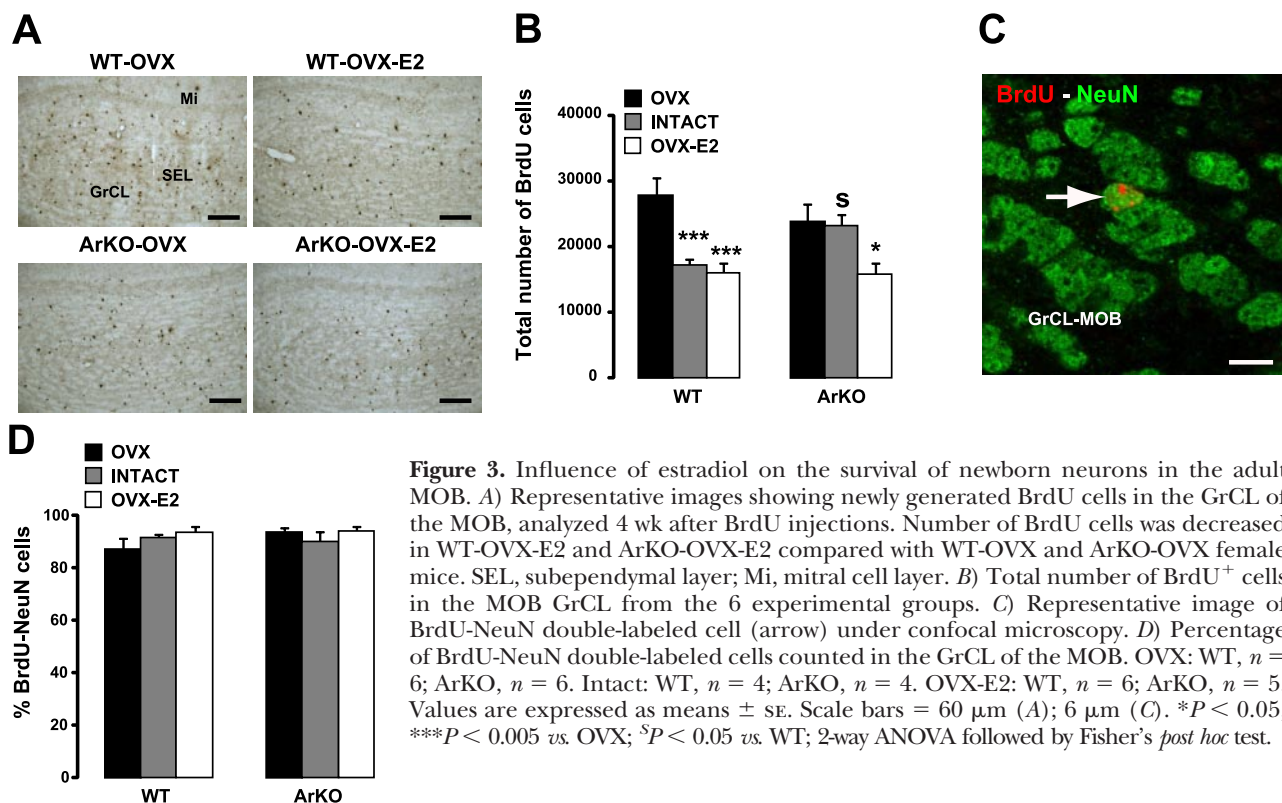 A
WT-OVX
WT-OVX-E2
Mi
SEL
GrCL
ArKO-OVX
ArKO-OVX-E2
B
OVX
INTACT
OVX-E2
Total number of BrdU cells
40000
30000
20000
10000
0
***
***
S
*
WT
ArKO
C
BrdU - NeuN
GrCL-MOB
D
OVX
INTACT
OVX-E2
% BrdU-NeuN cells
100
80
60
40
20
0
WT
ArKO
Figure 3. Influence of estradiol on the survival of newborn neurons in the adult
MOB. A) Representative images showing newly generated BrdU cells in the GrCL of
the MOB, analyzed 4 wk after BrdU injections. Number of BrdU cells was decreased
in WT-OVX-E2 and ArKO-OVX-E2 compared with WT-OVX and ArKO-OVX female
mice. SEL, subependymal layer; Mi, mitral cell layer. B) Total number of BrdU⁺ cells
in the MOB GrCL from the 6 experimental groups. C) Representative image of
BrdU-NeuN double-labeled cell (arrow) under confocal microscopy. D) Percentage
of BrdU-NeuN double-labeled cells counted in the GrCL of the MOB. OVX: WT, n =
6; ArKO, n = 6. Intact: WT, n = 4; ArKO, n = 4. OVX-E2: WT, n = 6; ArKO, n = 5
Values are expressed as means ± SE. Scale bars = 60 μm (A); 6 μm (C). *P < 0.05
***P < 0.005 vs. OVX; ᔆP < 0.05 vs. WT; 2-way ANOVA followed by Fisher's post hoc test.